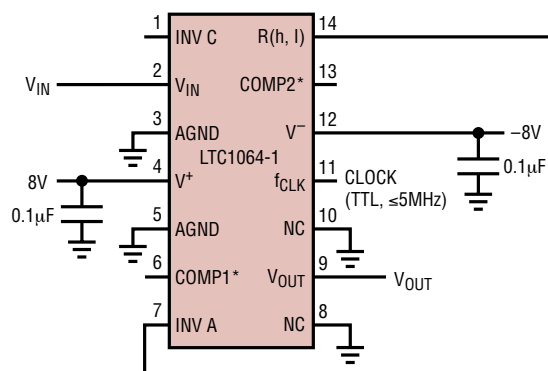 1 INV C R(h, I) 14
2 V_IN V_IN COMP2* 13
3 AGND V⁻ 12 –8V
LTC1064-1
0.1μF
8V 4 V⁺ f_CLK 11 CLOCK
(TTL, ≤5MHz)
0.1μF
5 AGND NC 10
6 COMP1* V_OUT 9 V_OUT
7 INV A NC 8